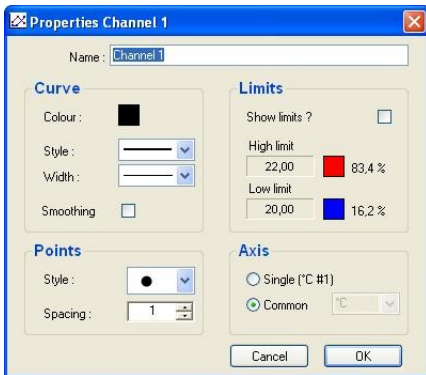 Properties Channel 1
Name : Channel 1
Curve
Colour :
Style :
Width :
Smoothing
Limits
Show limits ?
High limit
22,00 83,4 %
Low limit
20,00 16,2 %
Points
Style :
Spacing : 1
Axis
Single (°C #1)
Common °C
Cancel OK